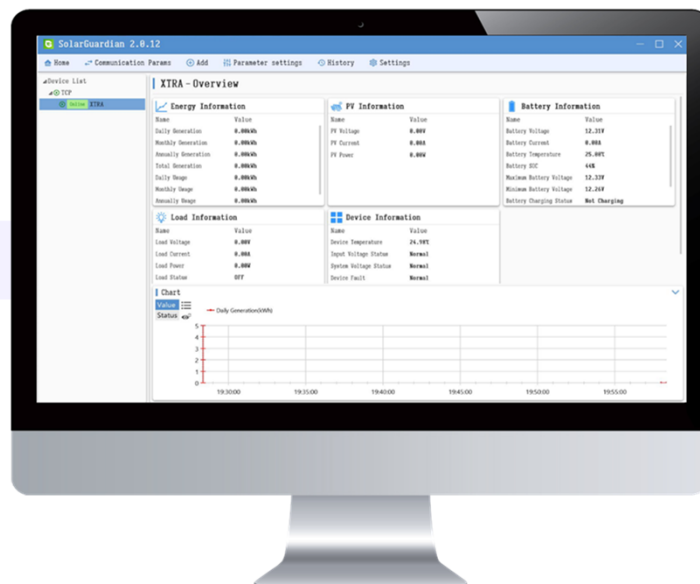 SolarGuardian 2.0.12
Home Communication Params Add Parameter settings History Settings
Device List
TCP
Online XTRA
XTRA-Overview
Energy Information
Name Value
Daily Generation 0.00kWh
Monthly Generation 0.00kWh
Annually Generation 0.00kWh
Total Generation 0.00kWh
Daily Usage 0.00kWh
Monthly Usage 0.00kWh
Annually Usage 0.00kWh
PV Information
Name Value
PV Voltage 0.00V
PV Current 0.00A
PV Power 0.00W
Battery Information
Name Value
Battery Voltage 12.31V
Battery Current 0.00A
Battery Temperature 25.00℃
Battery SOC 44%
Maximum Battery Voltage 12.33V
Minimum Battery Voltage 12.26V
Battery Charging Status Not Charging
Load Information
Name Value
Load Voltage 0.00V
Load Current 0.00A
Load Power 0.00W
Load Status OFF
Device Information
Name Value
Device Temperature 24.90℃
Input Voltage Status Normal
System Voltage Status Normal
Device Fault Normal
Chart
Value
Status
Daily Generation(kWh)
5
4
3
2
1
0
19:30:00 19:35:00 19:40:00 19:45:00 19:50:00 19:55:00